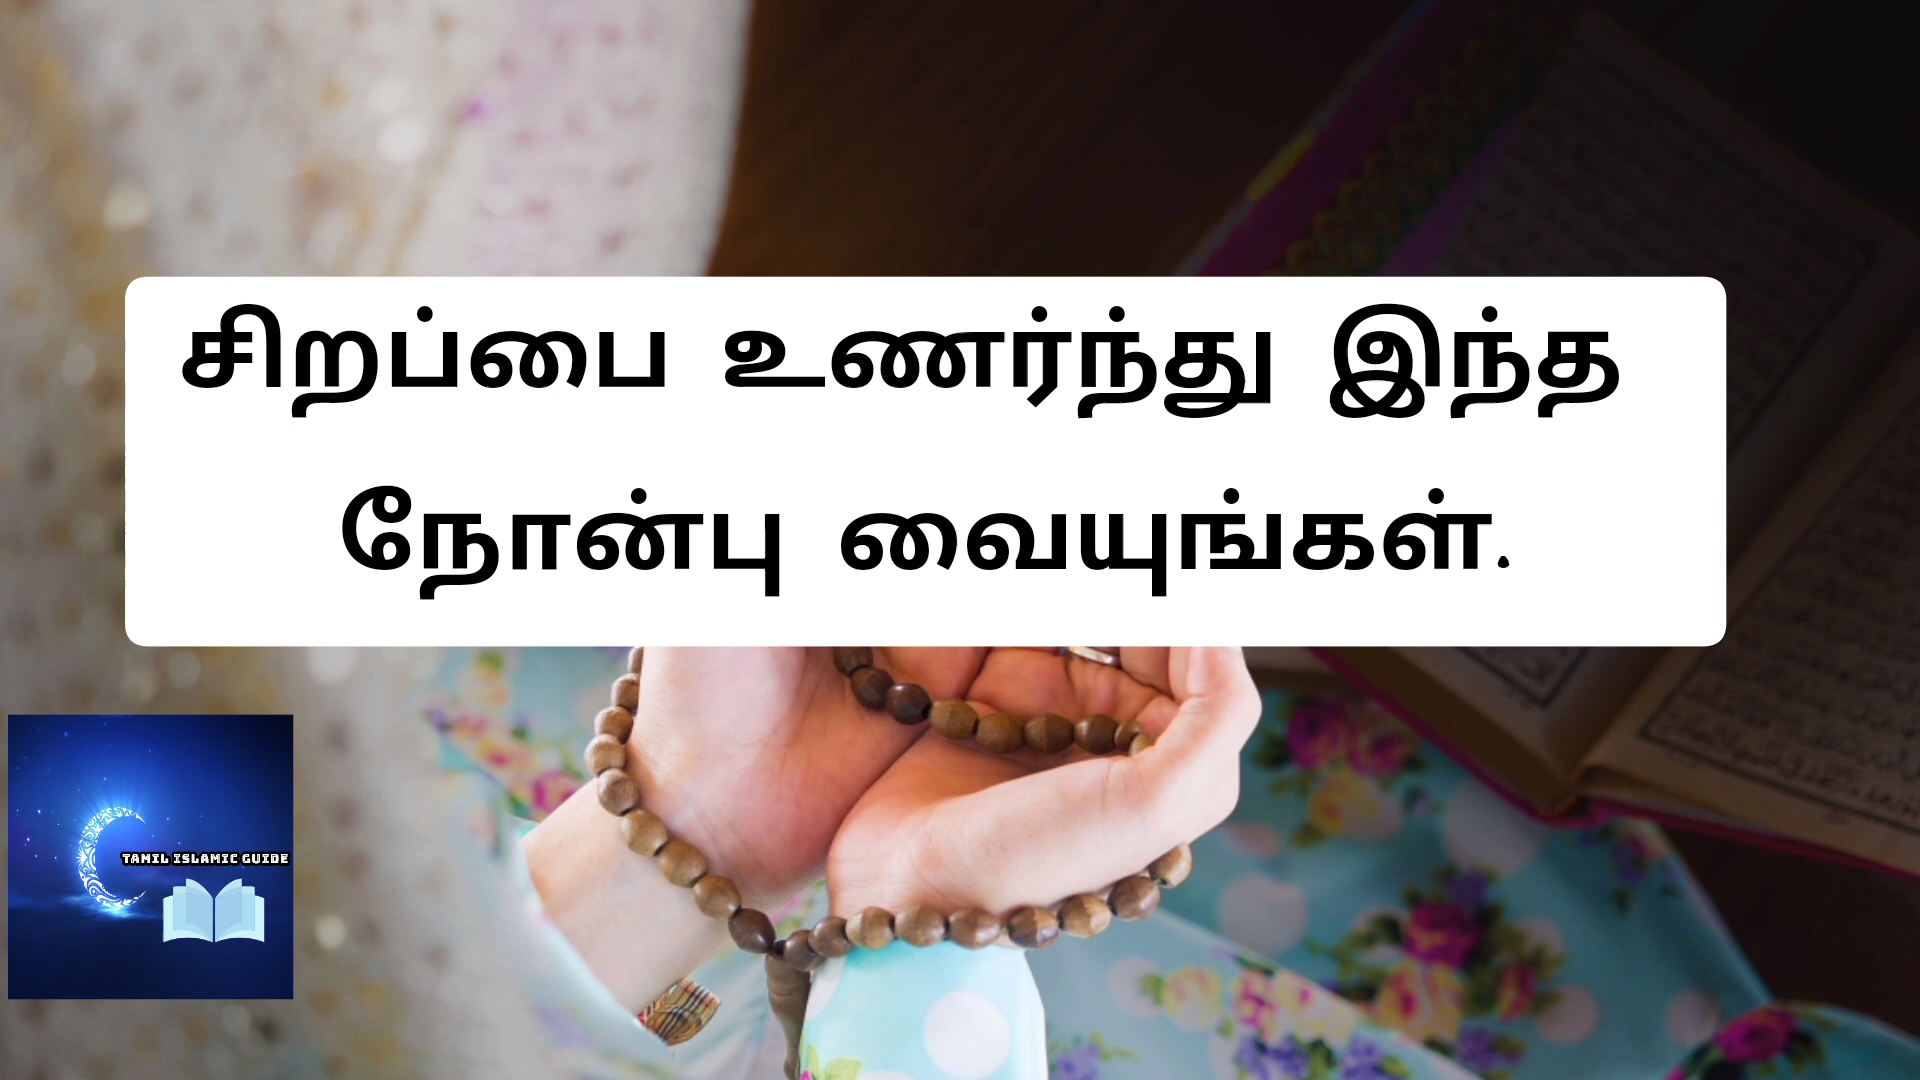 சிறப்பை உணர்ந்து இந்த
நோன்பு வையுங்கள்.
TAMIL ISLAMIC GUIDE